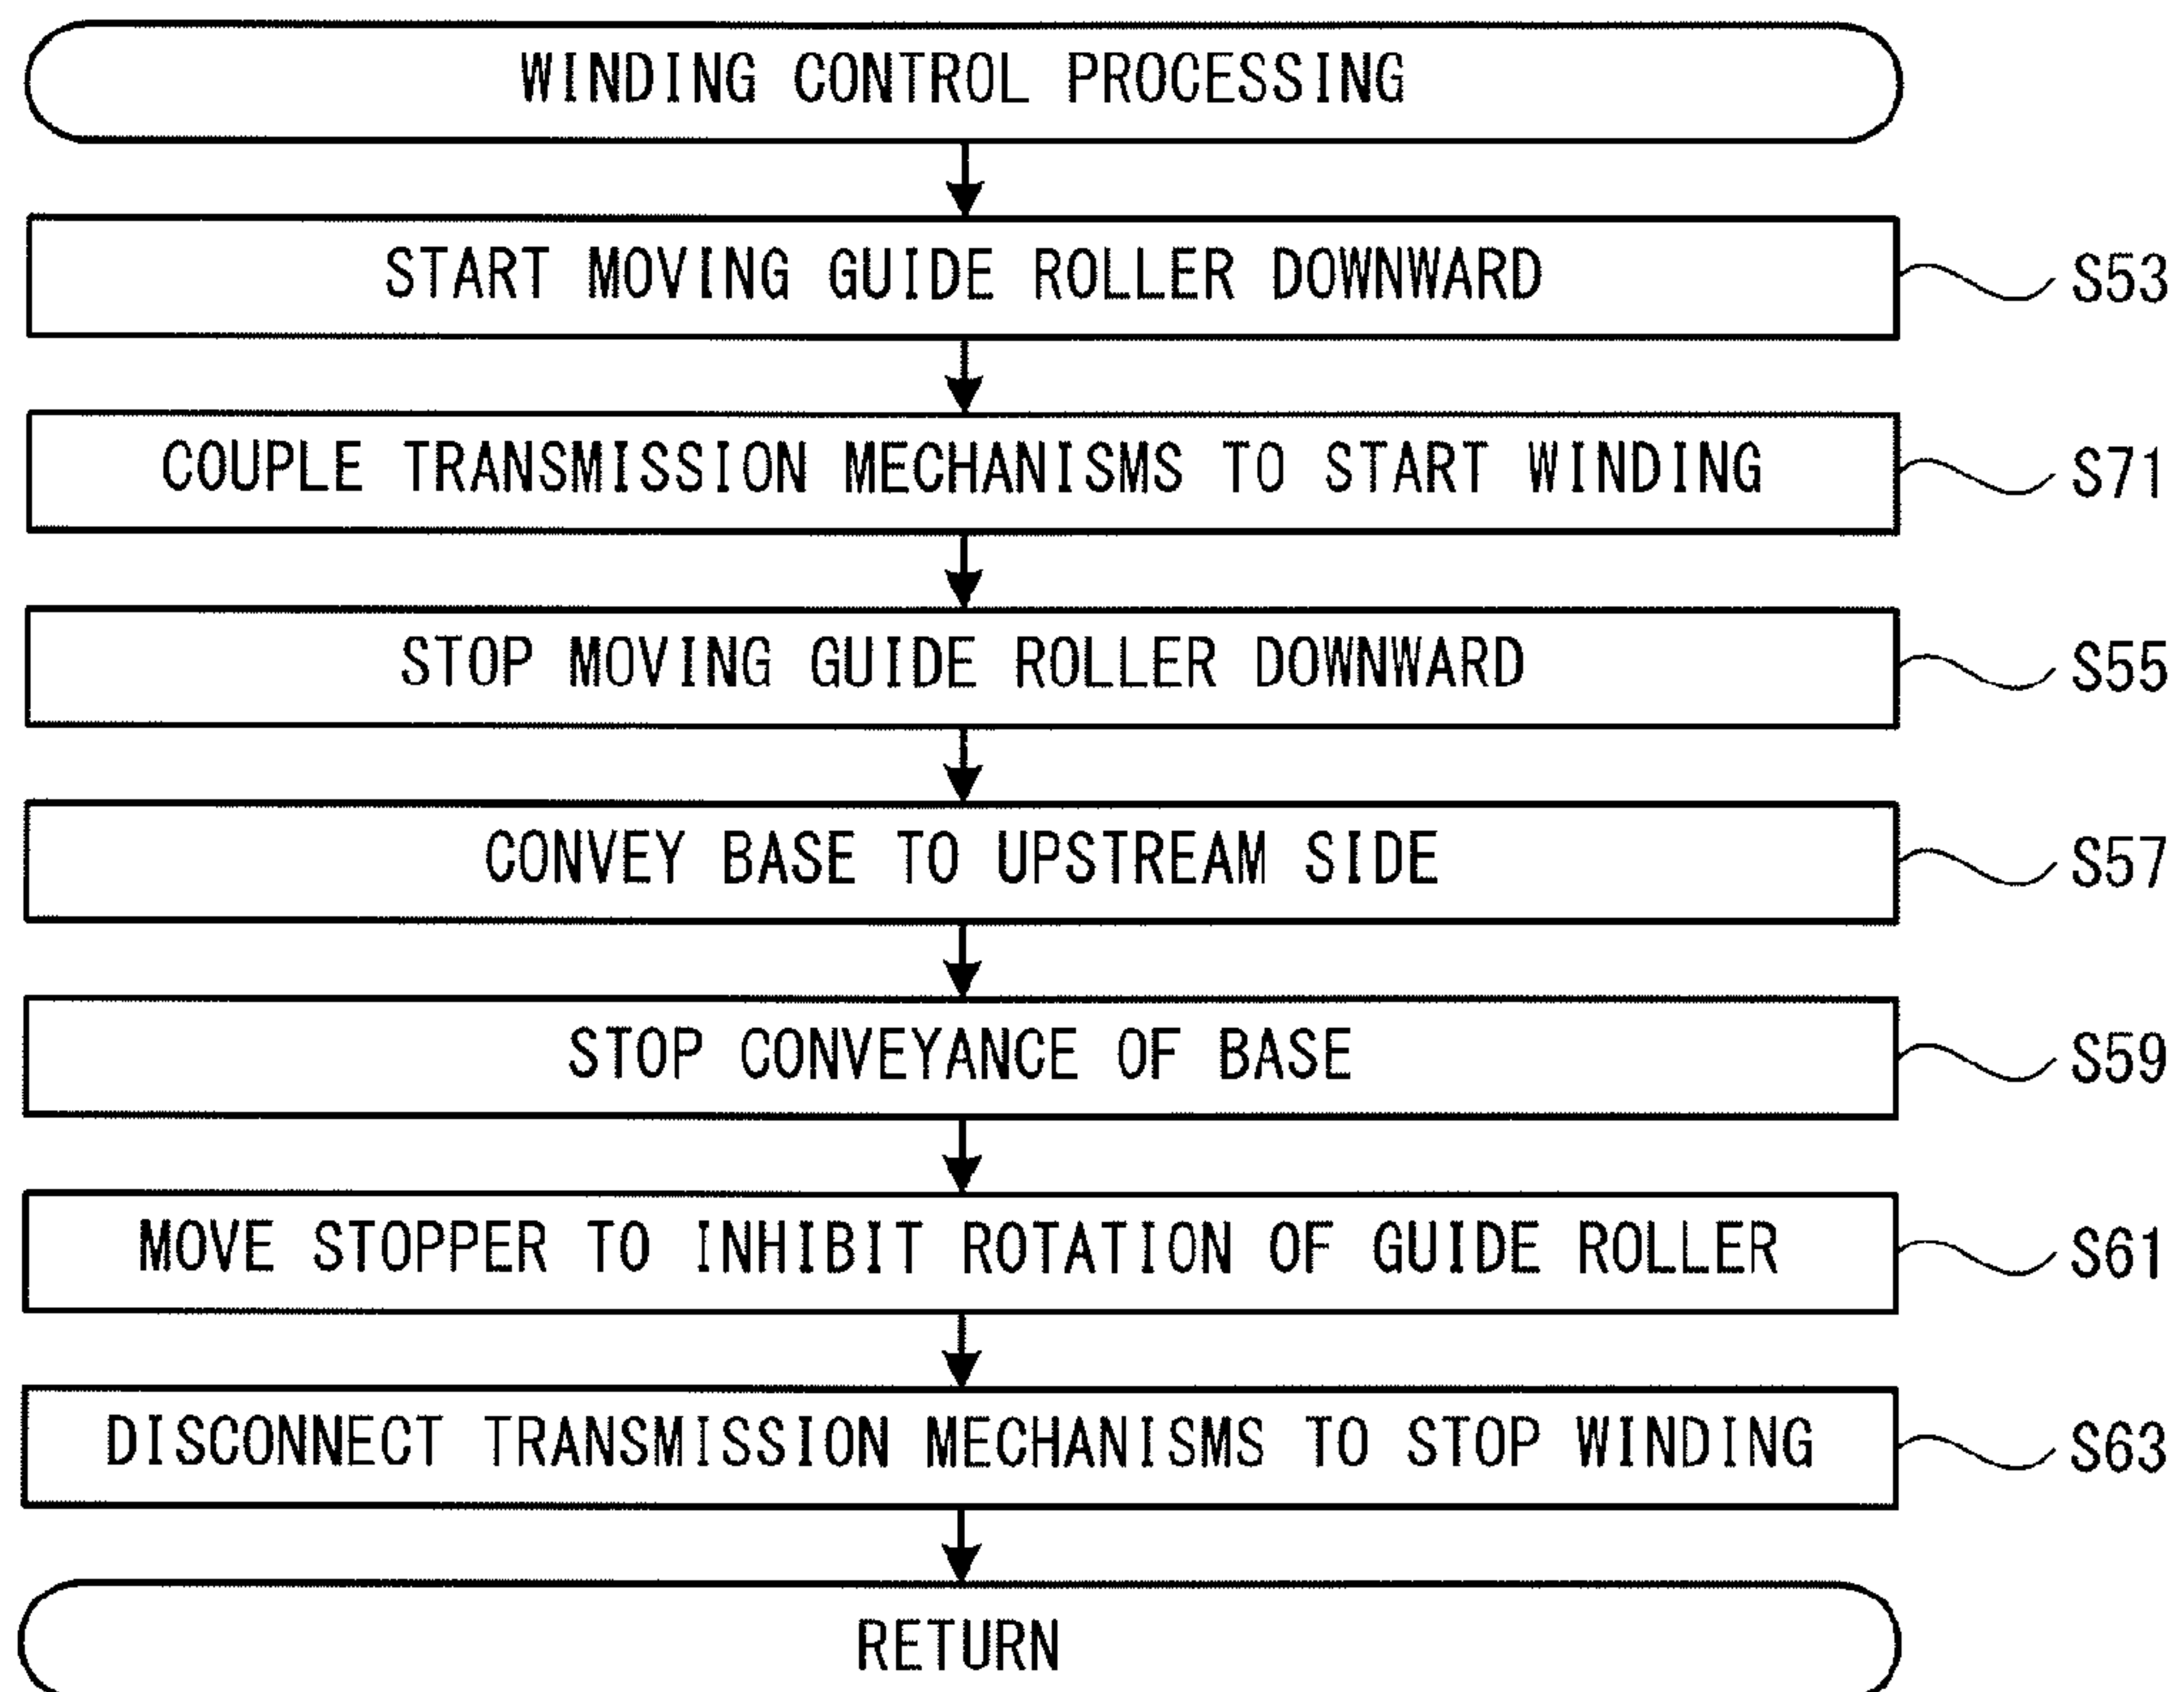 WINDING CONTROL PROCESSING
START MOVING GUIDE ROLLER DOWNWARD S53
COUPLE TRANSMISSION MECHANISMS TO START WINDING S71
STOP MOVING GUIDE ROLLER DOWNWARD S55
CONVEY BASE TO UPSTREAM SIDE S57
STOP CONVEYANCE OF BASE S59
MOVE STOPPER TO INHIBIT ROTATION OF GUIDE ROLLER S61
DISCONNECT TRANSMISSION MECHANISMS TO STOP WINDING S63
RETURN